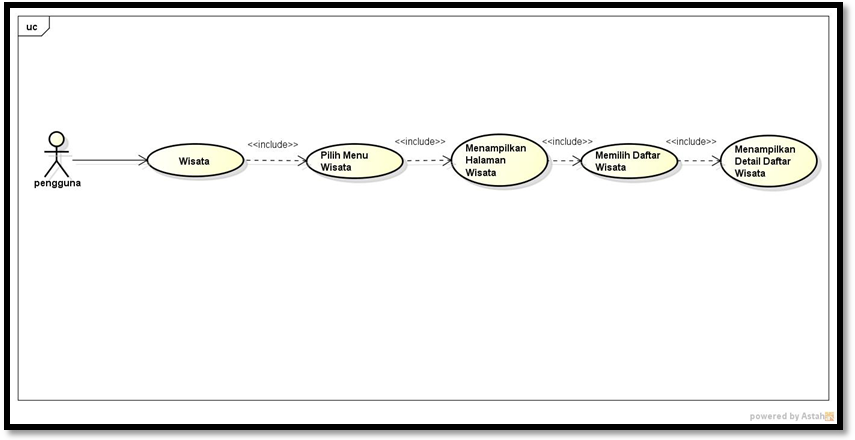 uc
pengguna
Wisata
<<include>>
Pilih Menu
Wisata
<<include>>
Menampilkan
Halaman
Wisata
<<include>>
Memilih Daftar
Wisata
<<include>>
Menampilkan
Detail Daftar
Wisata
powered by Astah